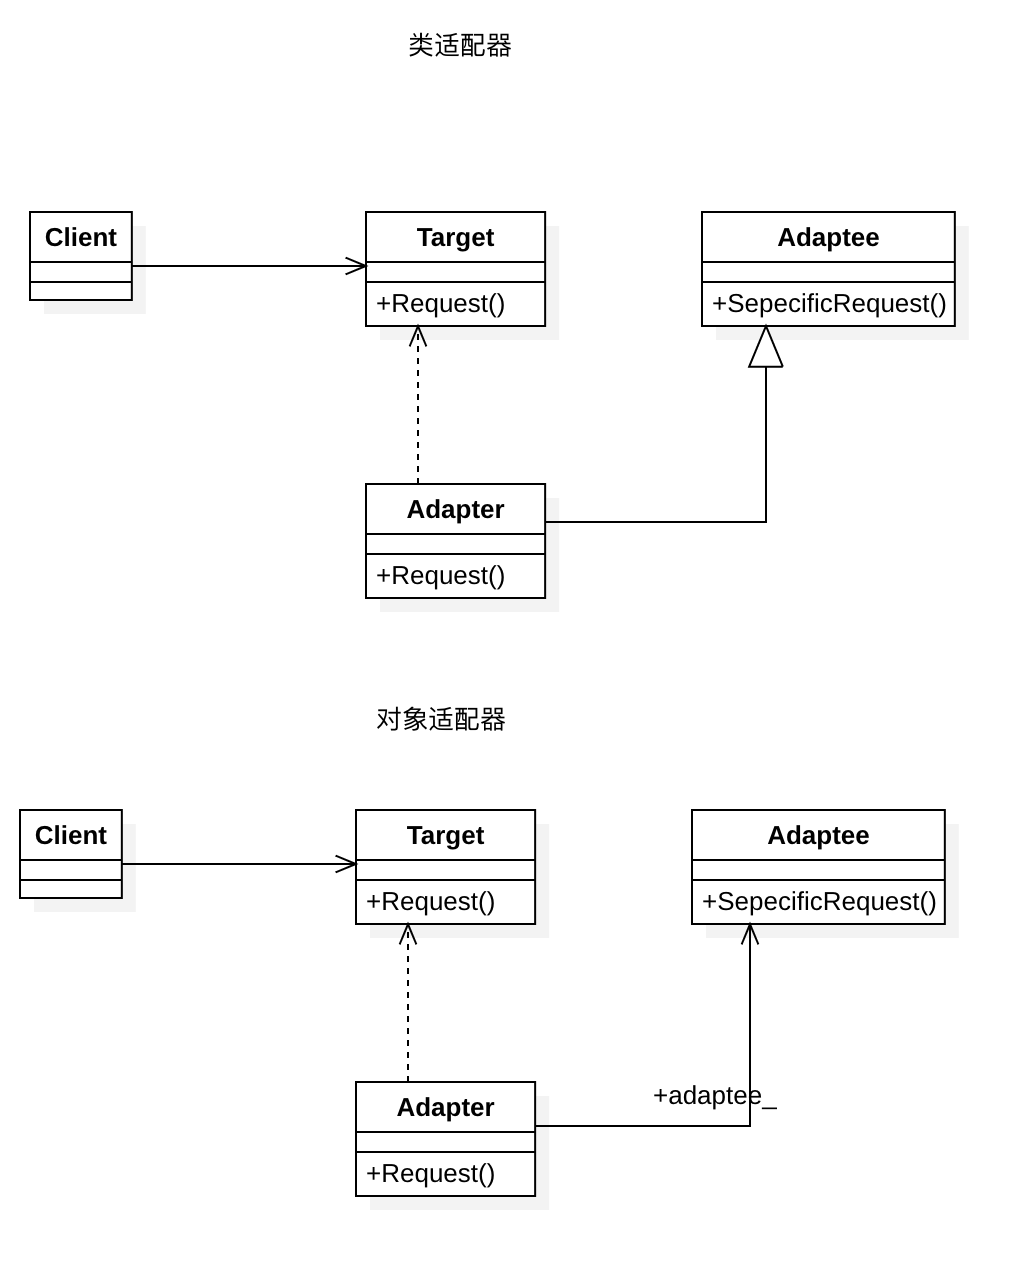 类适配器
Client
Target
Adaptee
+Request()
+SepecificRequest()
Adapter
+Request()
对象适配器
Client
Target
Adaptee
+Request()
+SepecificRequest()
+adaptee_
Adapter
+Request()